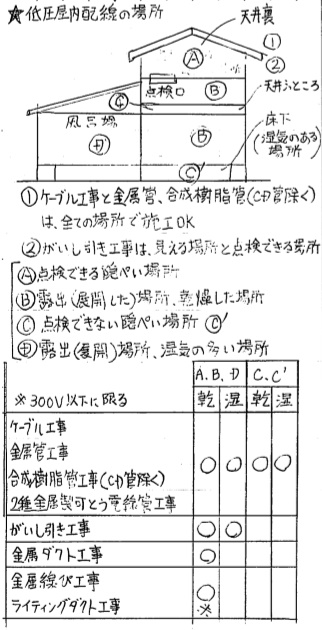 ☆低圧屋内配線の場所
天井裏
①
②
Ⓐ
点検口
Ⓑ
天井ふところ
Ⓒ
風呂場
床下
(湿気のある
場所)
Ⓓ
Ⓑ
Ⓒ'
①ケーブル工事と金属管、合成樹脂管(CD管除く)
は、全ての場所で施工OK
②がいし引き工事は、見える場所と点検できる場所
Ⓐ点検できる隠ぺい場所
Ⓑ露出(展開した)場所、乾燥した場所
Ⓒ 点検できない隠ぺい場所 Ⓒ'
Ⓓ露出(展開)場所、湿気の多い場所
A.B、D C、C'
※300V以下に限る 乾 湿 乾 湿
ケーブル工事
金属管工事
合成樹脂管工事(CD管除く) ○ ○ ○ ○
2種金属製可とう電線管工事
がいし引き工事 ○ ○
金属ダクト工事 ○
金属線ぴ工事 ○
ライティングダクト工事 ※